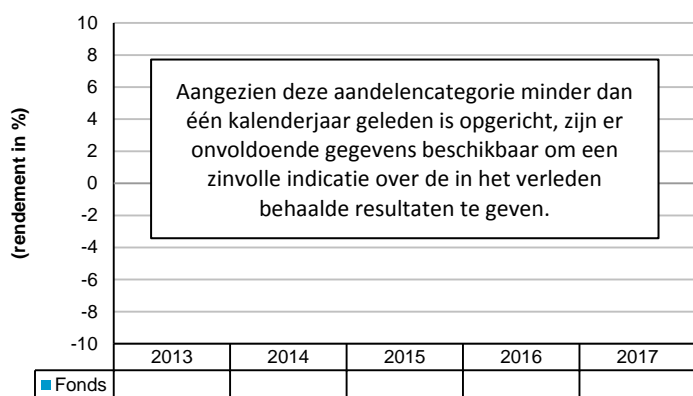 10
8
6
4
2
0
-2
-4
-6
-8
-10
(rendement in %)
Aangezien deze aandelencategorie minder dan
één kalenderjaar geleden is opgericht, zijn er
onvoldoende gegevens beschikbaar om een
zinvolle indicatie over de in het verleden
behaalde resultaten te geven.
2013 2014 2015 2016 2017
Fonds